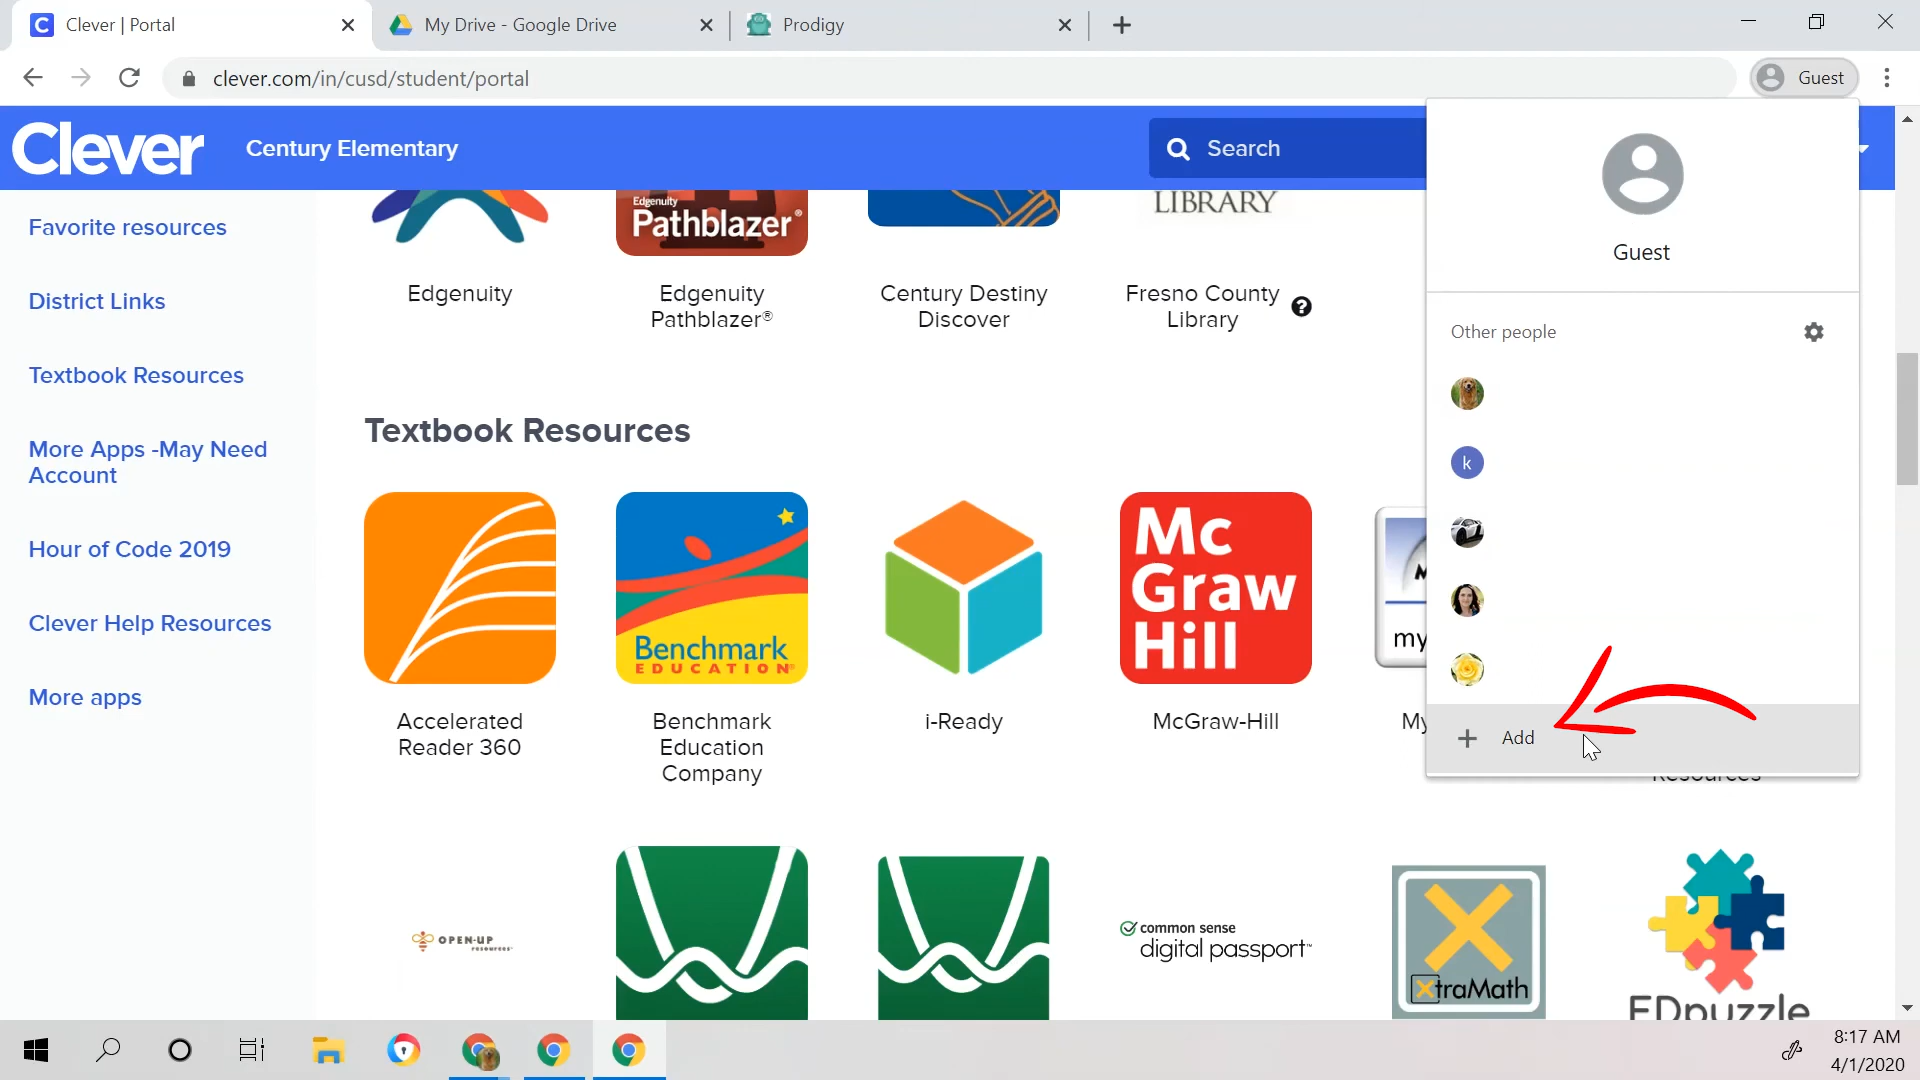 Clever | Portal
My Drive - Google Drive
Prodigy
clever.com/in/cusd/student/portal
Guest
Clever
Century Elementary
Search
Guest
Other people
k
Add
Favorite resources
District Links
Textbook Resources
More Apps -May Need
Account
Hour of Code 2019
Clever Help Resources
More apps
Edgenuity
Pathblazer®
LIBRARY
Edgenuity
Edgenuity
Pathblazer®
Century Destiny
Discover
Fresno County
Library
?
Textbook Resources
Benchmark
EDUCATION
Mc
Graw
Hill
my
Accelerated
Reader 360
Benchmark
Education
Company
i-Ready
McGraw-Hill
My
Resources
OPEN-UP
resources
common sense
digital passport™
XtraMath
EDpuzzle
8:17 AM
4/1/2020